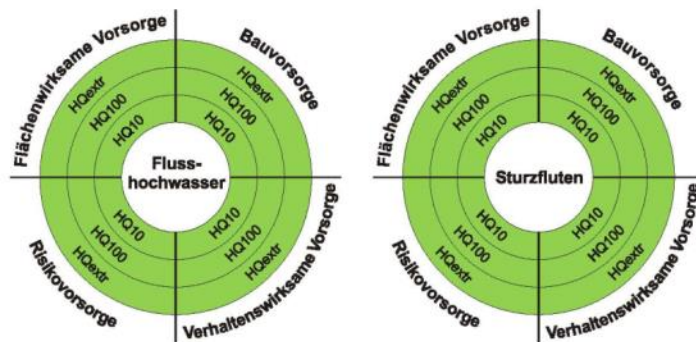 Flächenwirksame Vorsorge
Bauvorsorge
HQextr
HQ100
HQ10
HQextr
HQ100
HQ10
Fluss-
hochwasser
HQ10
HQ100
HQextr
HQ10
HQ100
HQextr
Risikovorsorge
Verhaltenswirksame Vorsorge
Flächenwirksame Vorsorge
Bauvorsorge
HQextr
HQ100
HQ10
HQextr
HQ100
HQ10
Sturzfluten
HQ10
HQ100
HQextr
HQ10
HQ100
HQextr
Risikovorsorge
Verhaltenswirksame Vorsorge